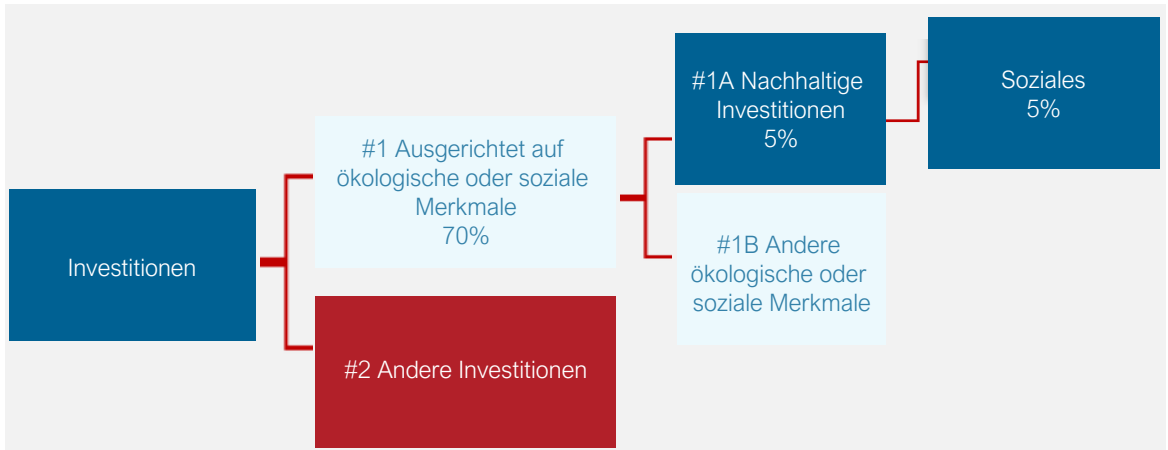 Investitionen
#1 Ausgerichtet auf
ökologische oder soziale
Merkmale
70%
#2 Andere Investitionen
#1A Nachhaltige
Investitionen
5%
#1B Andere
ökologische oder
soziale Merkmale
Soziales
5%